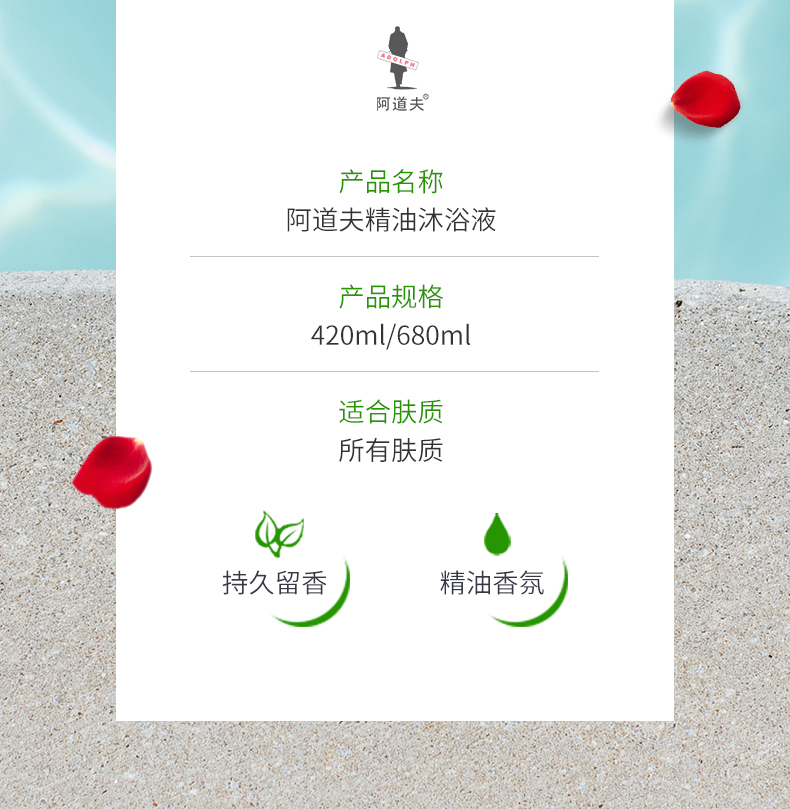 ADOLPH
阿道夫®
产品名称
阿道夫精油沐浴液
产品规格
420ml/680ml
适合肤质
所有肤质
持久留香
精油香氛